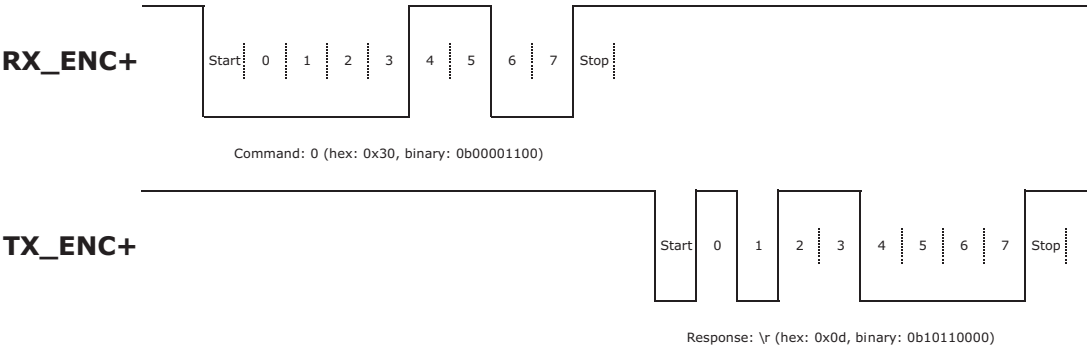 RX_ENC+ Start 0 1 2 3 4 5 6 7 Stop
Command: 0 (hex: 0x30, binary: 0b00001100)
TX_ENC+ Start 0 1 2 3 4 5 6 7 Stop
Response: \r (hex: 0x0d, binary: 0b10110000)